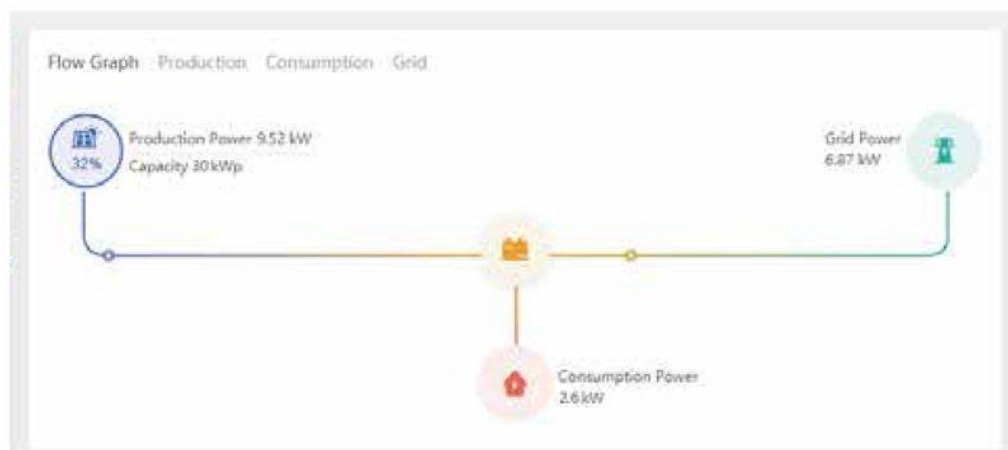 Flow Graph Production Consumption Grid
32%
Production Power 9.52 kW
Capacity 30 kWp
Grid Power
6.87 kW
Consumption Power
2.6 kW